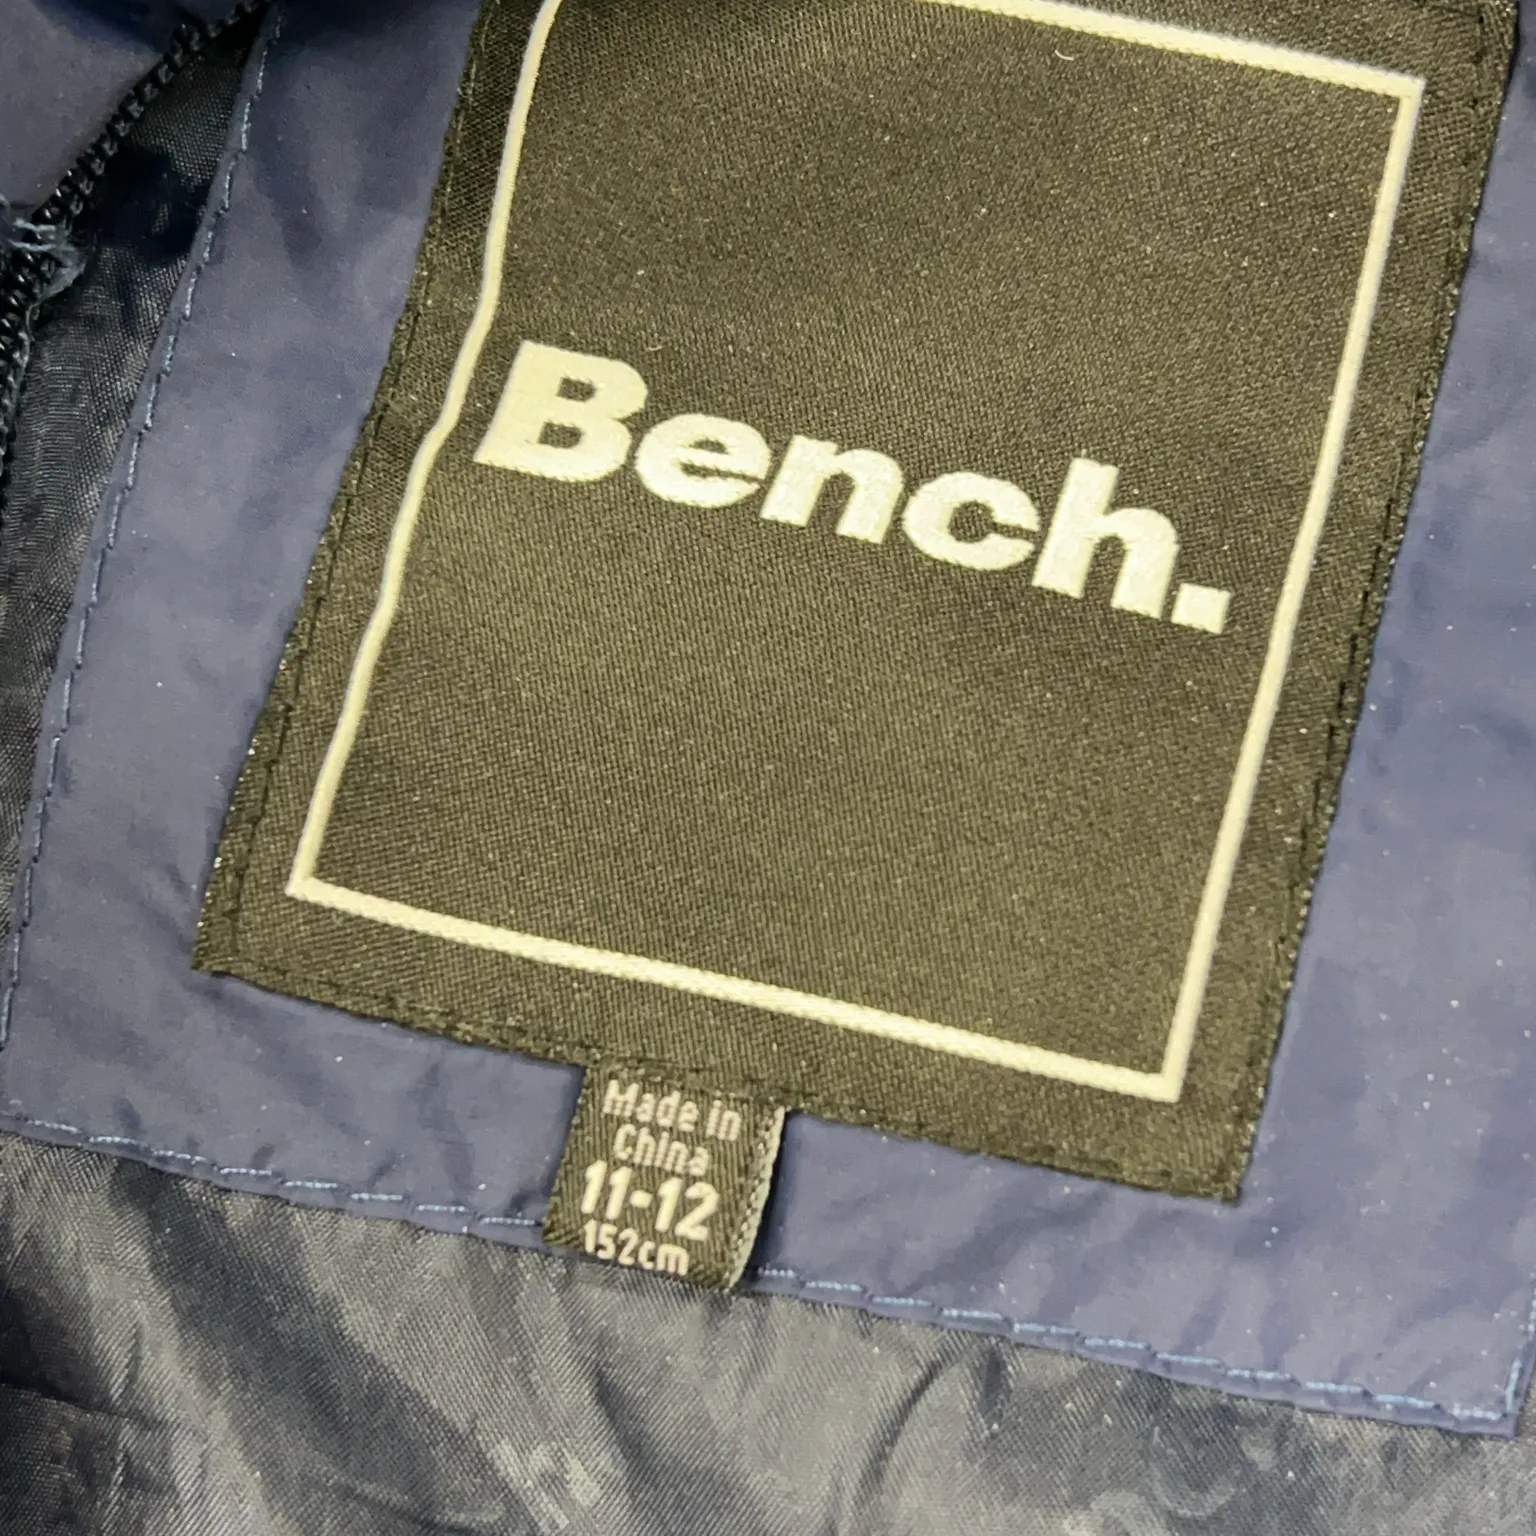 Bench.
Made in
China
11-12
152cm